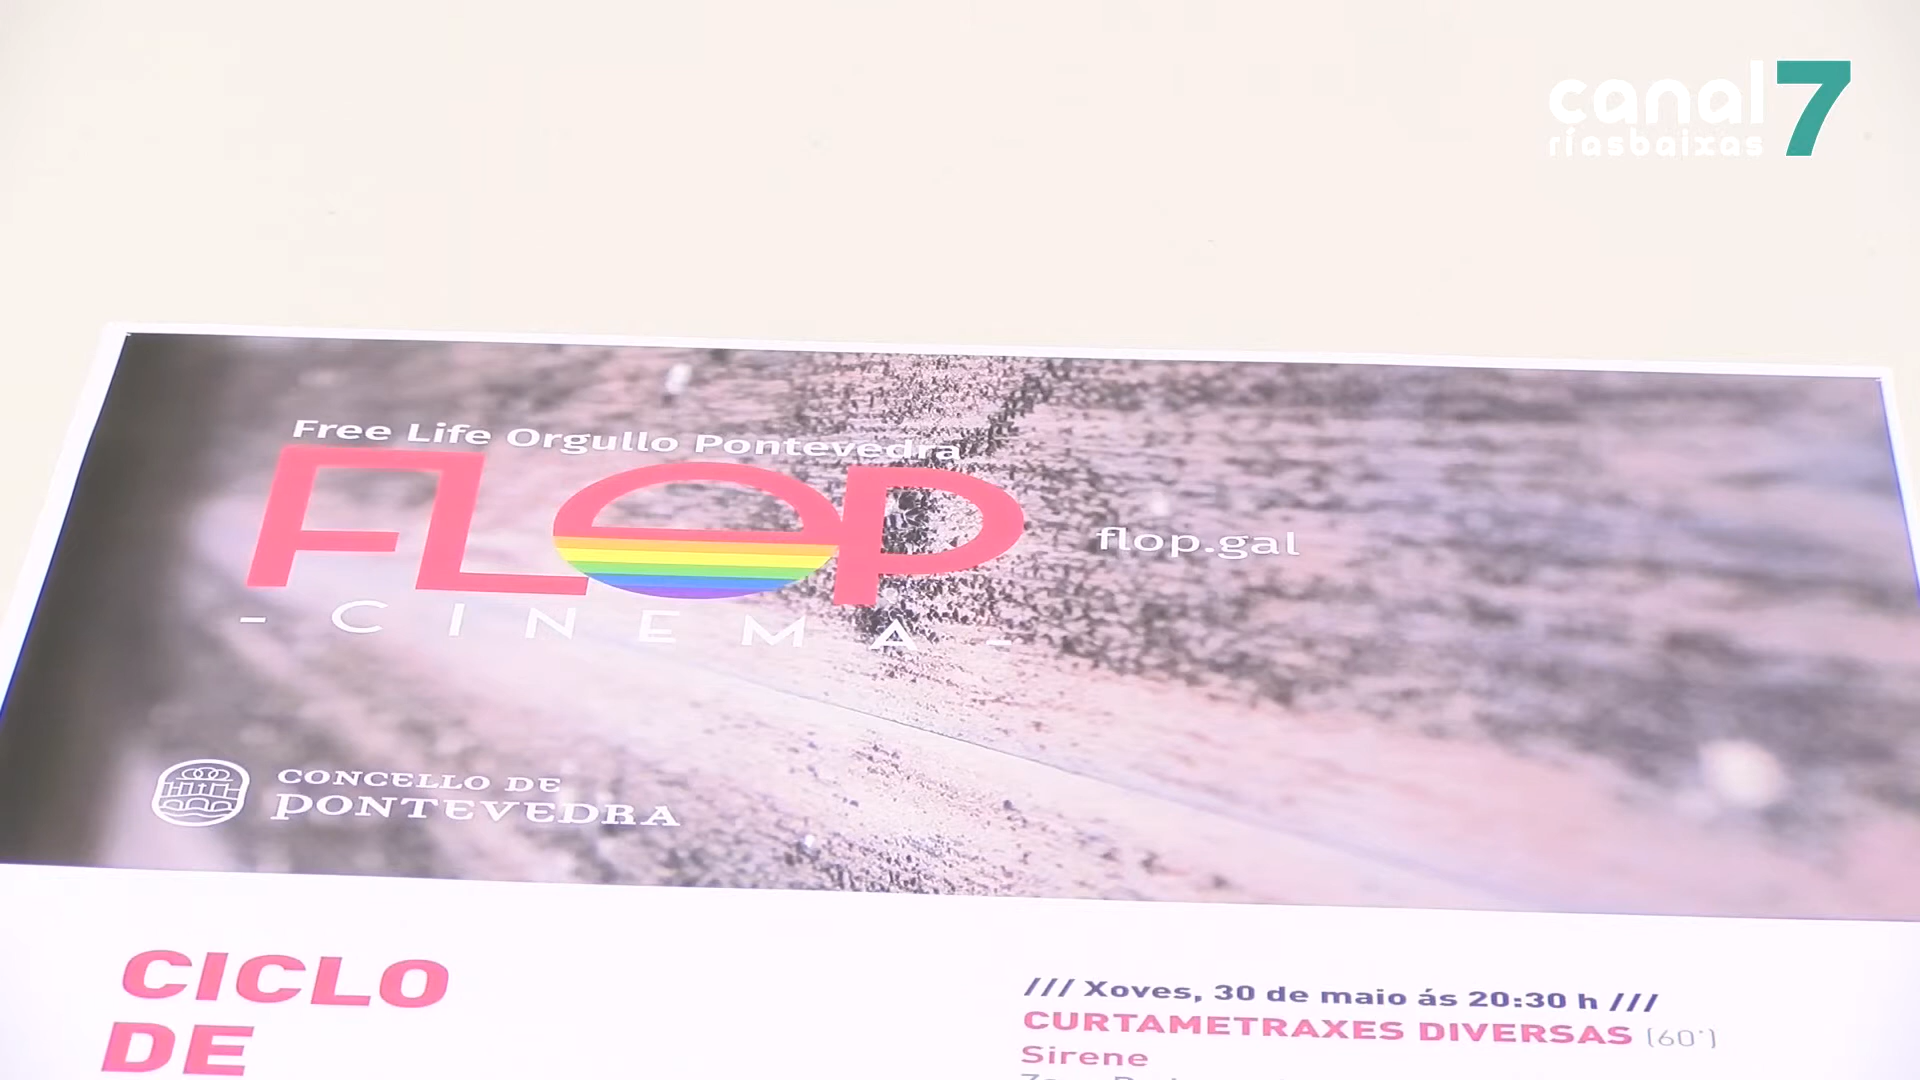 canal 7
ríasbaixas
Free Life Orgullo Pontevedra
FLOP
flop.gal
- CINEMA -
CONCELLO DE
PONTEVEDRA
CICLO
DE
/// Xoves, 30 de maio ás 20:30 h ///
CURTAMETRAXES DIVERSAS (60')
Sirene